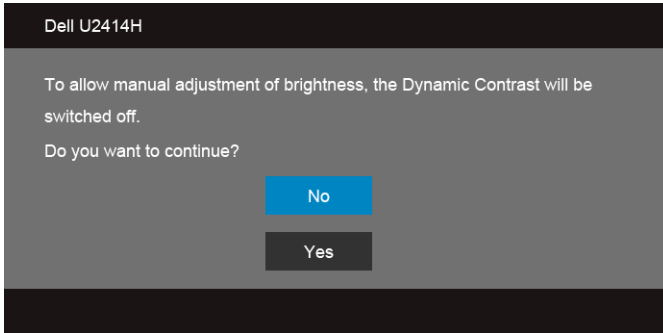 Dell U2414H
To allow manual adjustment of brightness, the Dynamic Contrast will be
switched off.
Do you want to continue?
No
Yes